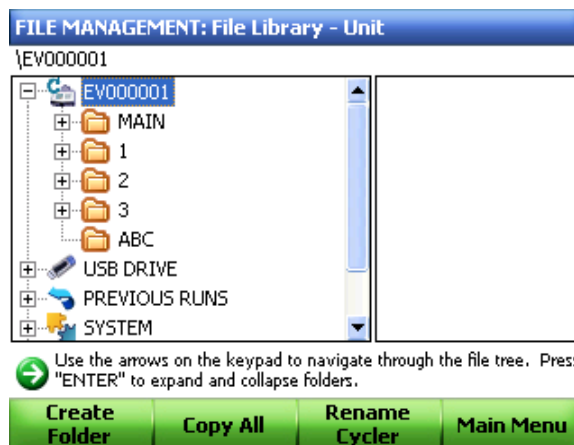 FILE MANAGEMENT: File Library - Unit
\EV000001
EV000001
MAIN
1
2
3
ABC
USB DRIVE
PREVIOUS RUNS
SYSTEM
Use the arrows on the keypad to navigate through the file tree. Press
"ENTER" to expand and collapse folders.
Create Folder
Copy All
Rename Cycler
Main Menu